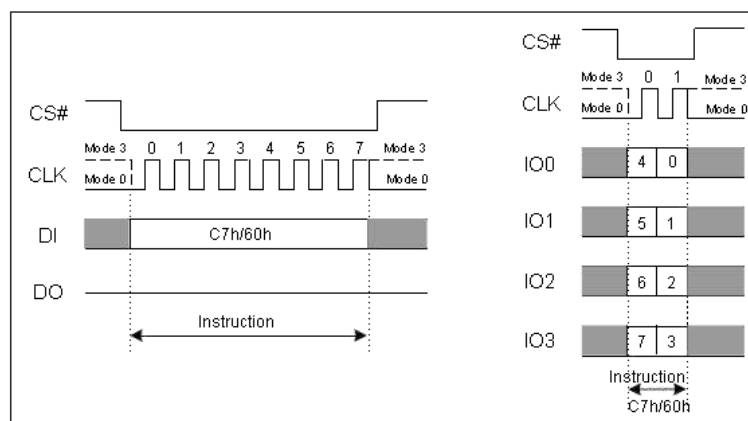 CS#
Mode 3 0 1 2 3 4 5 6 7 Mode 3
CLK Mode 0 Mode 0
DI C7h/60h
DO
Instruction
CS#
Mode 3 0 1 Mode 3
CLK Mode 0 Mode 0
IO0 4 0
IO1 5 1
IO2 6 2
IO3 7 3
Instruction
C7h/60h